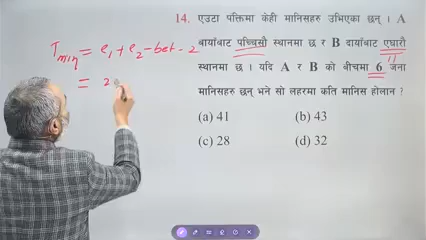 14. एउटा पंक्तिमा केही मानिसहरु उभिएका छन् । A
बायाँबाट पच्चिसौ स्थानमा छ र B दायाँबाट एघारौ
स्थानमा छ । यदि A र B को बीचमा 6 जना
मानिसहरु छन् भने सो लहरमा कति मानिस होलान ?
(a) 41 (b) 43
(c) 28 (d) 32
11
Tmin = e1 + e2 - bet - 2
= 2